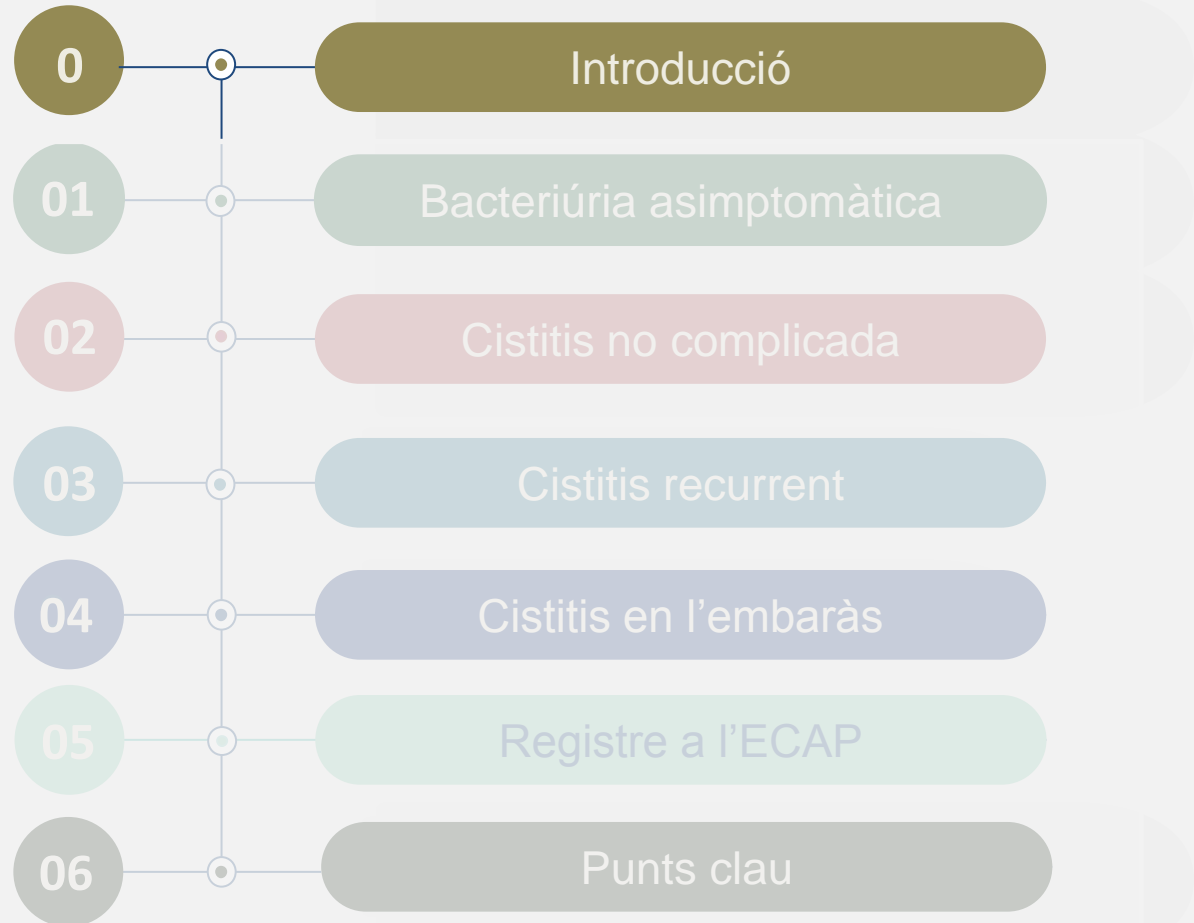 0 Introducció
01 Bacteriúria asimptomàtica
02 Cistitis no complicada
03 Cistitis recurrent
04 Cistitis en l’embaràs
05 Registre a l’ECAP
06 Punts clau